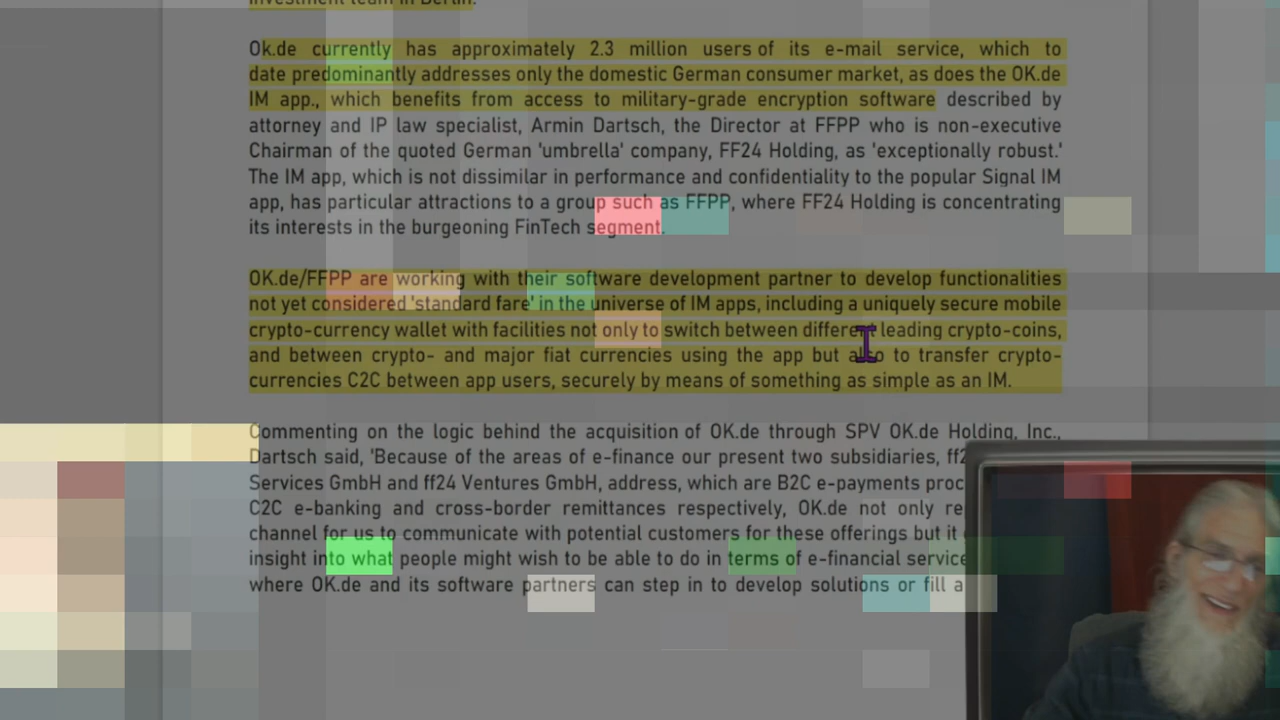 investment team in Berlin.
Ok.de currently has approximately 2.3 million users of its e-mail service, which to
date predominantly addresses only the domestic German consumer market, as does the OK.de
IM app., which benefits from access to military-grade encryption software described by
attorney and IP law specialist, Armin Dartsch, the Director at FFPP who is non-executive
Chairman of the quoted German 'umbrella' company, FF24 Holding, as 'exceptionally robust.'
The IM app, which is not dissimilar in performance and confidentiality to the popular Signal IM
app, has particular attractions to a group such as FFPP, where FF24 Holding is concentrating
its interests in the burgeoning FinTech segment.
OK.de/FFPP are working with their software development partner to develop functionalities
not yet considered 'standard fare' in the universe of IM apps, including a uniquely secure mobile
crypto-currency wallet with facilities not only to switch between different leading crypto-coins,
and between crypto- and major fiat currencies using the app but also to transfer crypto-
currencies C2C between app users, securely by means of something as simple as an IM.
Commenting on the logic behind the acquisition of OK.de through SPV OK.de Holding, Inc.,
Dartsch said, 'Because of the areas of e-finance our present two subsidiaries,
Services GmbH and ff24 Ventures GmbH, address, which are B2C e-payments
C2C e-banking and cross-border remittances respectively, OK.de not only
channel for us to communicate with potential customers for these offerings but it
insight into what people might wish to be able to do in terms of e-financial
where OK.de and its software partners can step in to develop solutions or fill a